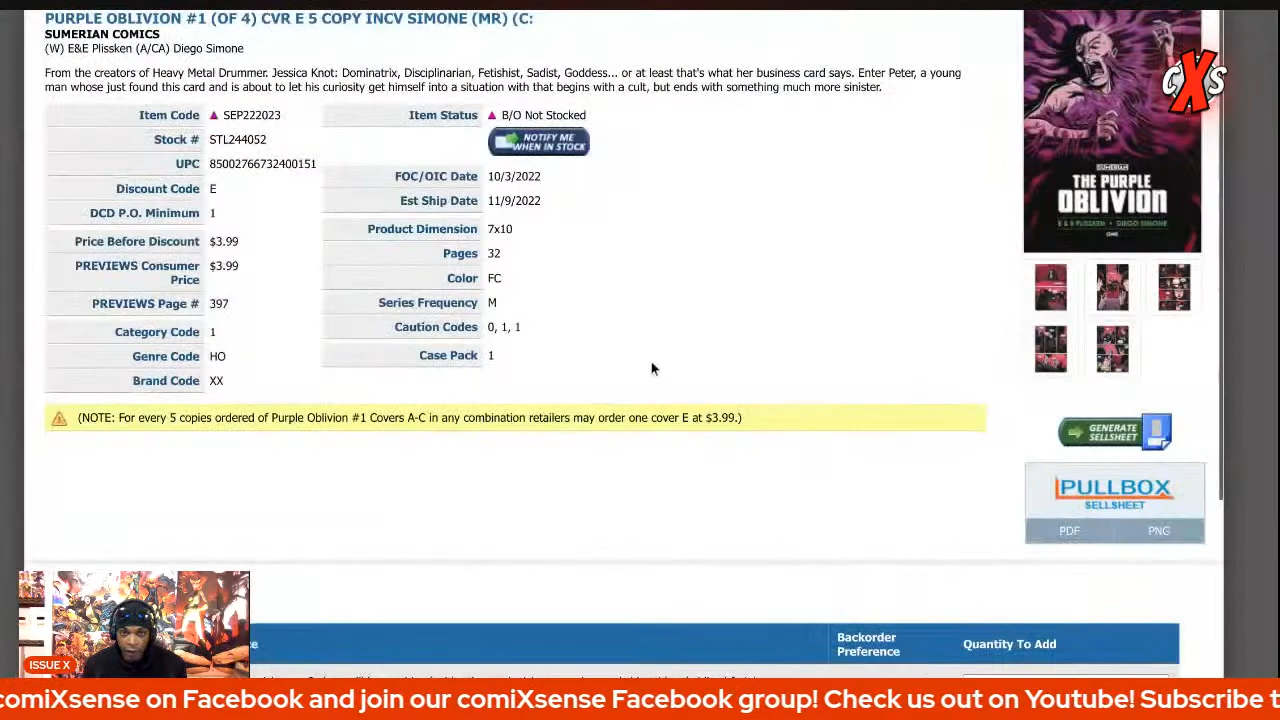 PURPLE OBLIVION #1 (OF 4) CVR E 5 COPY INCV SIMONE (MR) (C:
SUMERIAN COMICS
(W) E&E Plissken (A/CA) Diego Simone
From the creators of Heavy Metal Drummer. Jessica Knot: Dominatrix, Disciplinarian, Fetishist, Sadist, Goddess... or at least that's what her business card says. Enter Peter, a young
man whose just found this card and is about to let his curiosity get himself into a situation with that begins with a cult, but ends with something much more sinister.
Item Code SEP222023
Stock # STL244052
UPC 85002766732400151
Discount Code E
DCD P.O. Minimum 1
Price Before Discount $3.99
PREVIEWS Consumer
Price $3.99
PREVIEWS Page # 397
Category Code 1
Genre Code HO
Brand Code XX
Item Status B/O Not Stocked
NOTIFY ME
WHEN IN STOCK
FOC/OIC Date 10/3/2022
Est Ship Date 11/9/2022
Product Dimension 7x10
Pages 32
Color FC
Series Frequency M
Caution Codes 0, 1, 1
Case Pack 1
(NOTE: For every 5 copies ordered of Purple Oblivion #1 Covers A-C in any combination retailers may order one cover E at $3.99.)
CXS
SUMERIAN
THE PURPLE
OBLIVION
E & E PLISSKEN • DIEGO SIMONE
ONE
GENERATE
SELLSHEET
PULLBOX
SELLSHEET
PDF PNG
Backorder
Preference
Quantity To Add
ISSUE X
comiXsense on Facebook and join our comiXsense Facebook group! Check us out on Youtube! Subscribe t